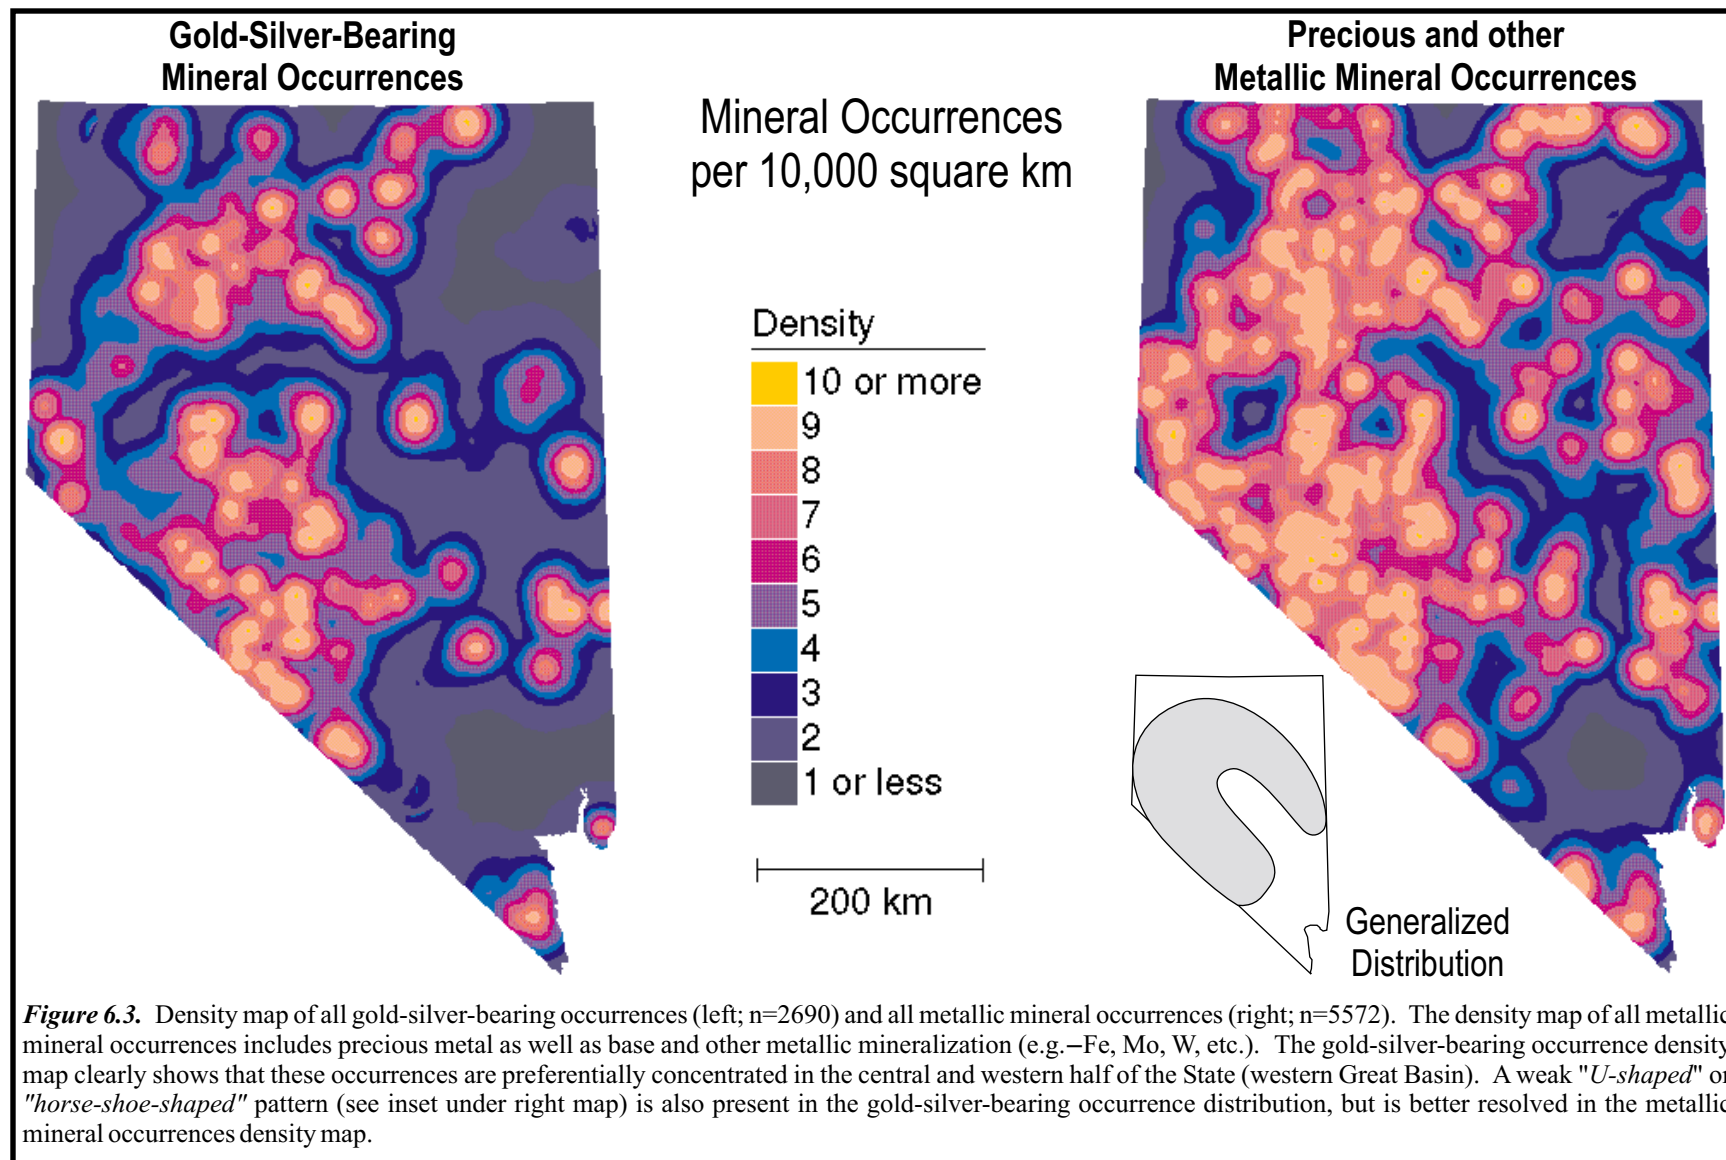 Gold-Silver-Bearing
Mineral Occurrences
Precious and other
Metallic Mineral Occurrences
Mineral Occurrences
per 10,000 square km
Density
10 or more
9
8
7
6
5
4
3
2
1 or less
200 km
Generalized
Distribution
Figure 6.3. Density map of all gold-silver-bearing occurrences (left; n=2690) and all metallic mineral occurrences (right; n=5572). The density map of all metallic
mineral occurrences includes precious metal as well as base and other metallic mineralization (e.g.–Fe, Mo, W, etc.). The gold-silver-bearing occurrence density
map clearly shows that these occurrences are preferentially concentrated in the central and western half of the State (western Great Basin). A weak "U-shaped" or
"horse-shoe-shaped" pattern (see inset under right map) is also present in the gold-silver-bearing occurrence distribution, but is better resolved in the metallic
mineral occurrences density map.